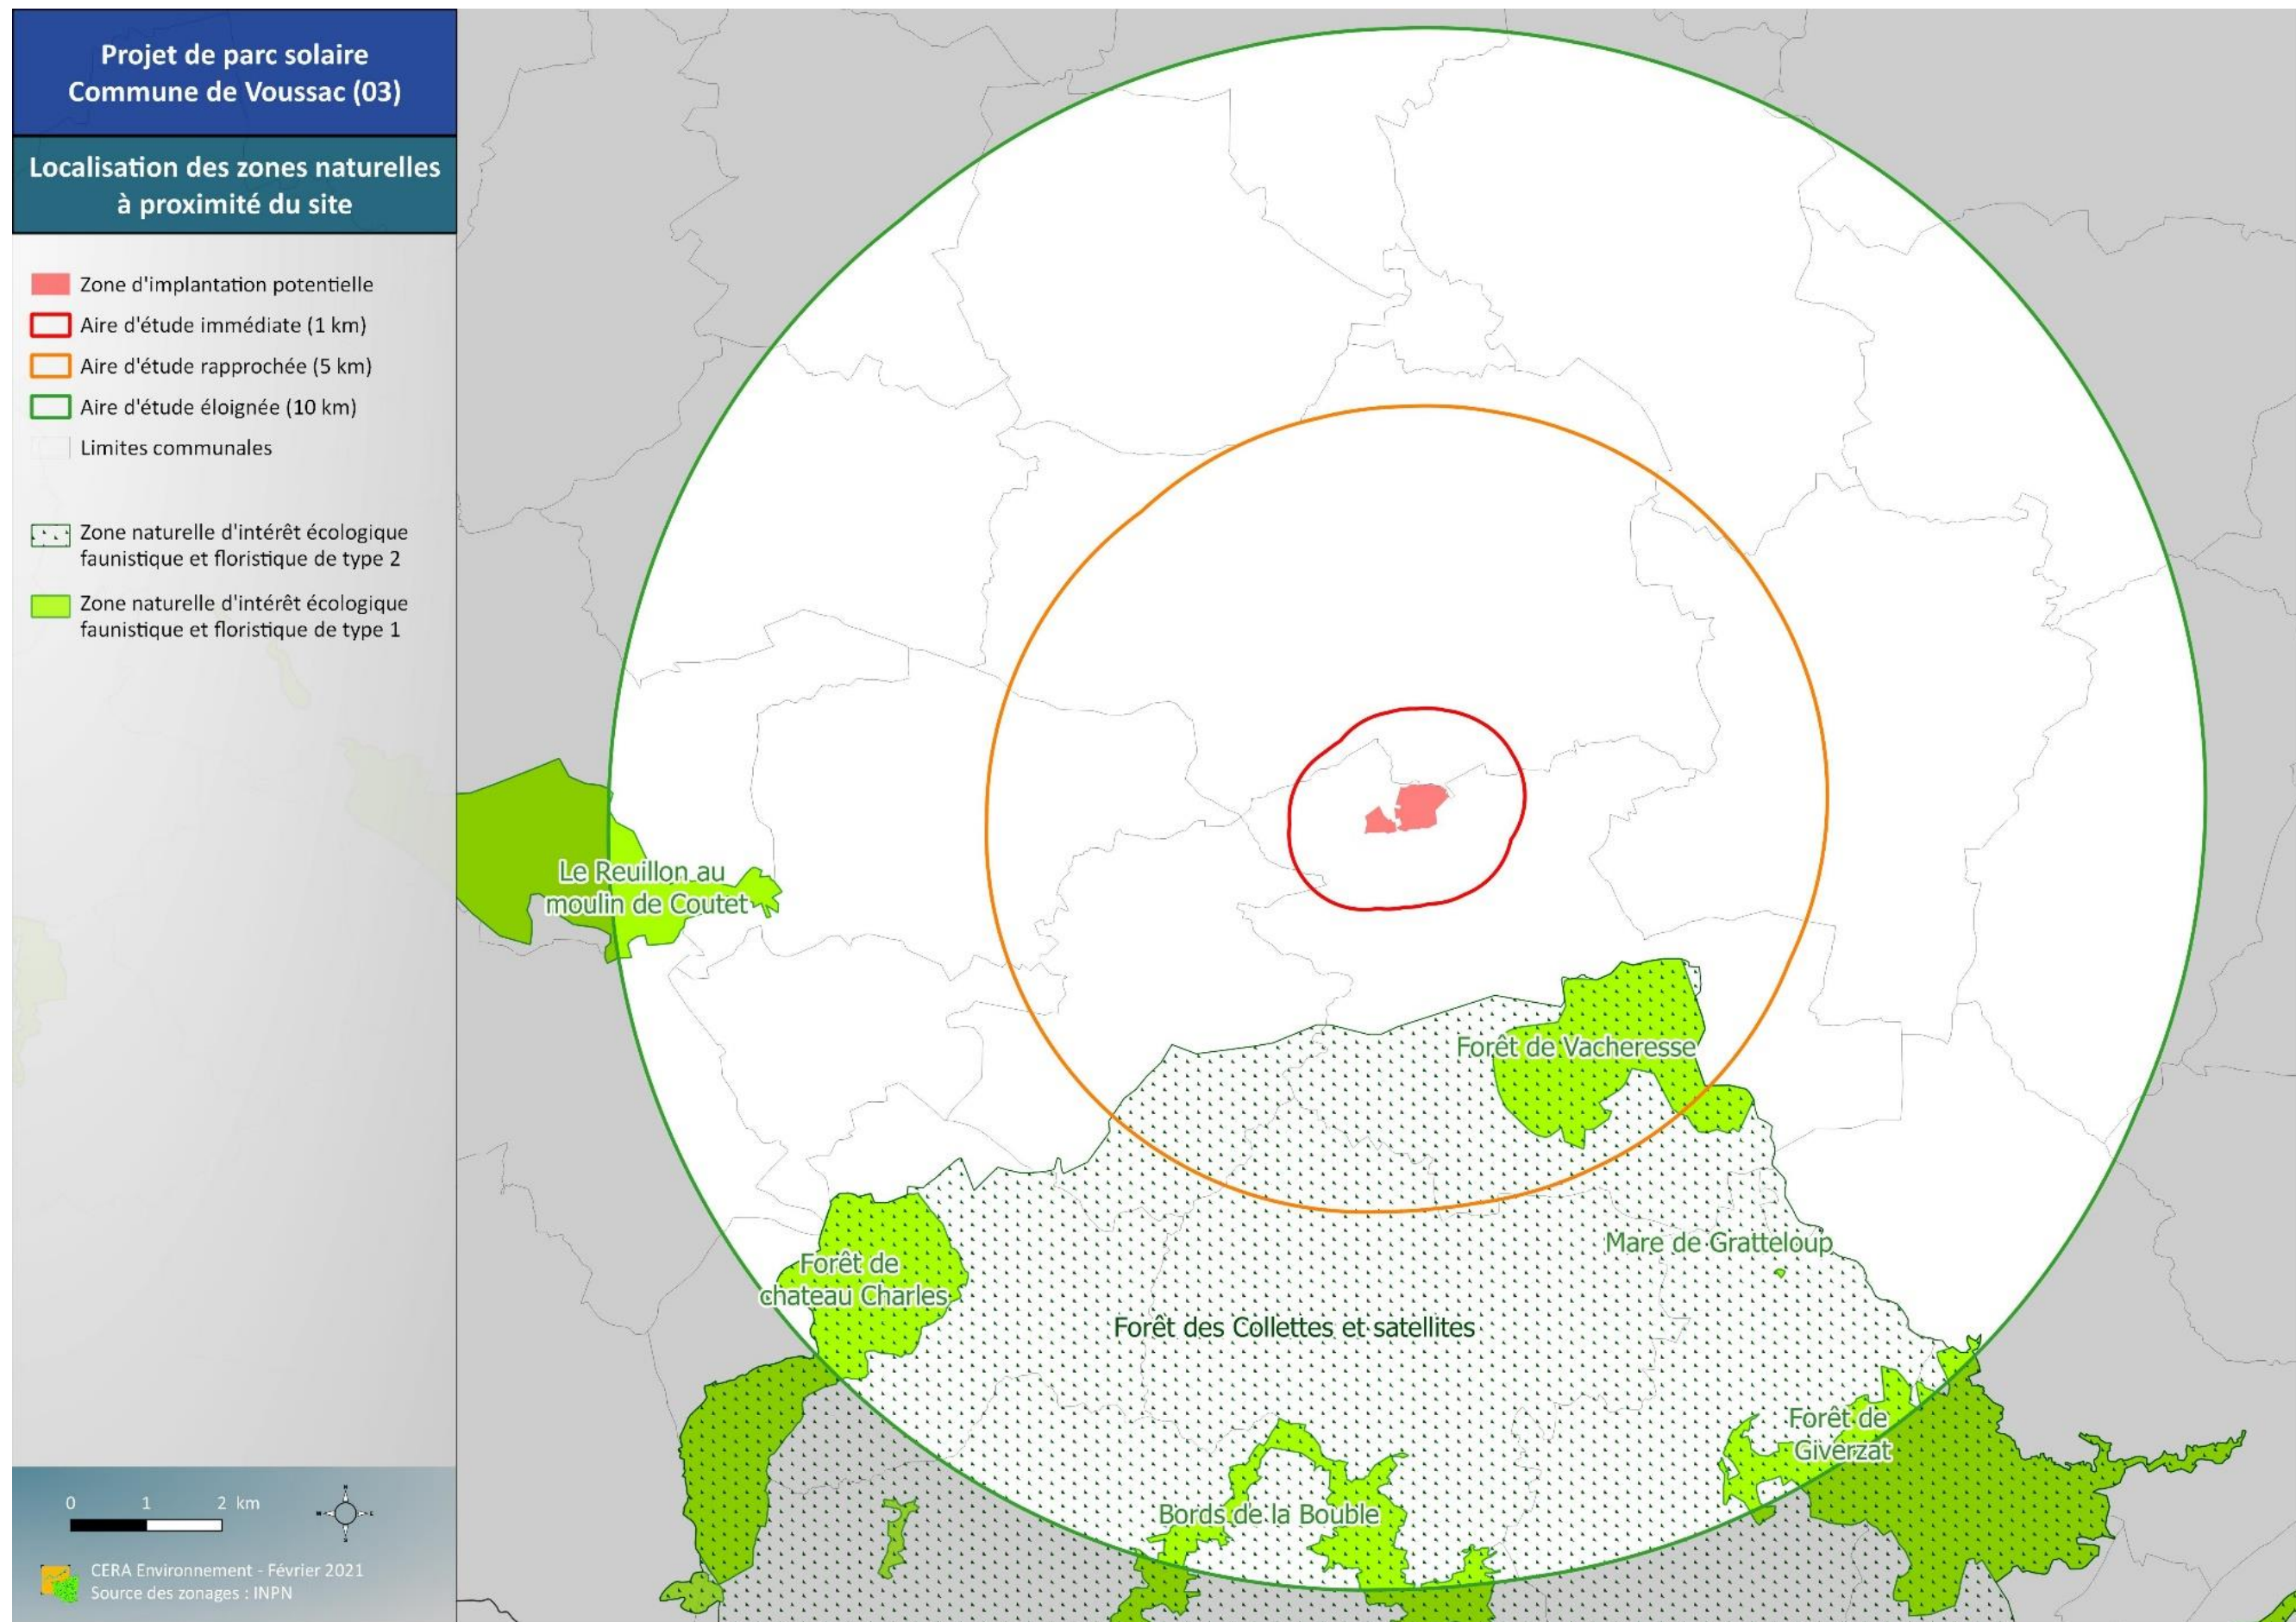 Projet de parc solaire
Commune de Voussac (03)
Localisation des zones naturelles
à proximité du site
Zone d'implantation potentielle
Aire d'étude immédiate (1 km)
Aire d'étude rapprochée (5 km)
Aire d'étude éloignée (10 km)
Limites communales
Zone naturelle d'intérêt écologique
faunistique et floristique de type 2
Zone naturelle d'intérêt écologique
faunistique et floristique de type 1
0 1 2 km
N
W E
S
CERA Environnement - Février 2021
Source des zonages : INPN
Le Reuillon au
moulin de Coutet
Forêt de Vacheresse
Mare de Gratteloup
Forêt de
chateau Charles
Forêt des Collettes et satellites
Forêt de
Giverzat
Bords de la Bouble